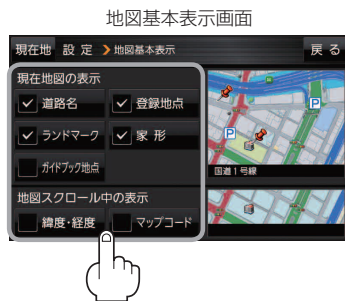 地図基本表示画面
現在地 設 定 地図基本表示 戻 る
現在地図の表示
道路名 登録地点
ランドマーク 家 形
ガイドブック地点
国道1号線
地図スクロール中の表示
緯度・経度 マップコード
P
P